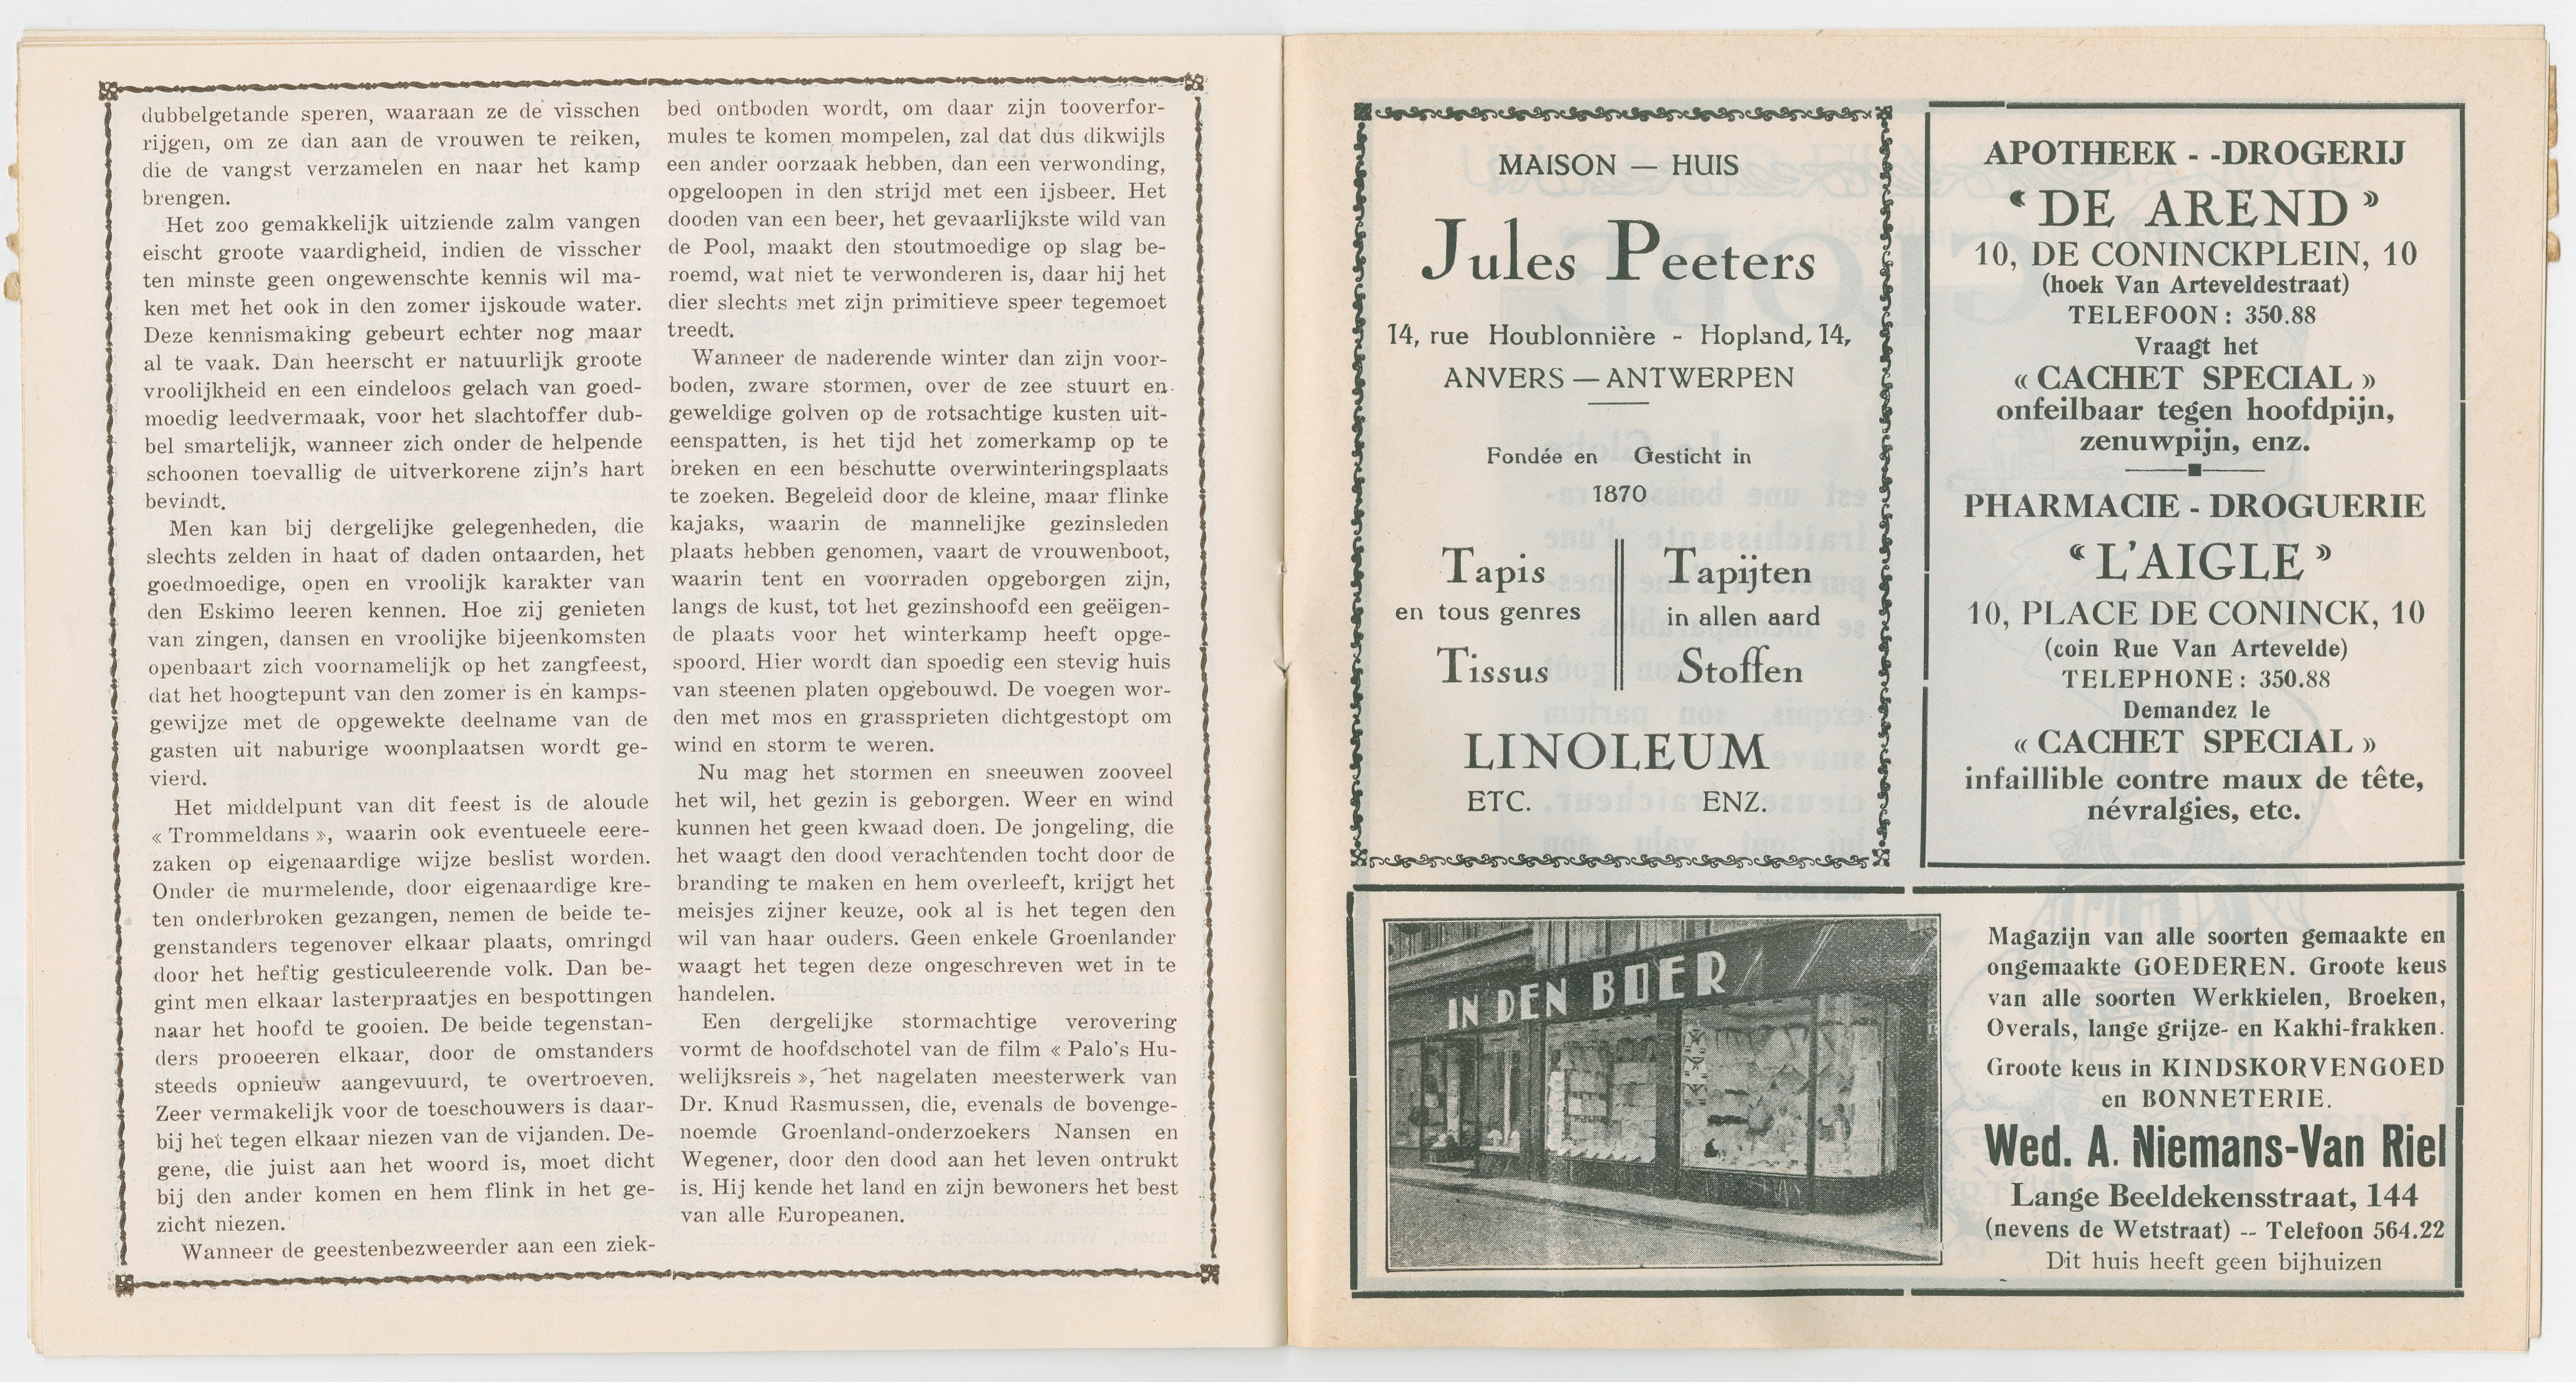 dubbelgetande speren, waaraan ze de visschen
rijgen, om ze dan aan de vrouwen te reiken,
die de vangst verzamelen en naar het kamp
brengen.
Het zoo gemakkelijk uitziende zalm vangen
eischt groote vaardigheid, indien de visscher
ten minste geen ongewenschte kennis wil ma-
ken met het ook in den zomer ijskoude water.
Deze kennismaking gebeurt echter nog maar
al te vaak. Dan heerscht er natuurlijk groote
vroolijkheid en een eindeloos gelach van goed-
moedig leedvermaak, voor het slachtoffer dub-
bel smartelijk, wanneer zich onder de helpende
schoonen toevallig de uitverkorene zijn's hart
bevindt.
Men kan bij dergelijke gelegenheden, die
slechts zelden in haat of daden ontaarden, het
goedmoedige, open en vroolijk karakter van
den Eskimo leeren kennen. Hoe zij genieten
van zingen, dansen en vroolijke bijeenkomsten
openbaart zich voornamelijk op het zangfeest,
dat het hoogtepunt van den zomer is en kamps-
gewijze met de opgewekte deelname van de
gasten uit naburige woonplaatsen wordt ge-
vierd.
Het middelpunt van dit feest is de aloude
« Trommeldans », waarin ook eventueele eere-
zaken op eigenaardige wijze beslist worden.
Onder de murmelende, door eigenaardige kre-
ten onderbroken gezangen, nemen de beide te-
genstanders tegenover elkaar plaats, omringd
door het heftig gesticuleerende volk. Dan be-
gint men elkaar lasterpraatjes en bespottingen
naar het hoofd te gooien. De beide tegenstan-
ders probeeren elkaar, door de omstanders
steeds opnieuw aangevuurd, te overtroeven.
Zeer vermakelijk voor de toeschouwers is daar-
bij het tegen elkaar niezen van de vijanden. De-
gene, die juist aan het woord is, moet dicht
bij den ander komen en hem flink in het ge-
zicht niezen.
Wanneer de geestenbezweerder aan een ziek-
bed ontboden wordt, om daar zijn tooverfor-
mules te komen mompelen, zal dat dus dikwijls
een ander oorzaak hebben, dan een verwonding,
opgeloopen in den strijd met een ijsbeer. Het
dooden van een beer, het gevaarlijkste wild van
de Pool, maakt den stoutmoedige op slag be-
roemd, wat niet te verwonderen is, daar hij het
dier slechts met zijn primitieve speer tegemoet
treedt.
Wanneer de naderende winter dan zijn voor-
boden, zware stormen, over de zee stuurt en
geweldige golven op de rotsachtige kusten uit-
eenspatten, is het tijd het zomerkamp op te
breken en een beschutte overwinteringsplaats
te zoeken. Begeleid door de kleine, maar flinke
kajaks, waarin de mannelijke gezinsleden
plaats hebben genomen, vaart de vrouwenboot,
waarin tent en voorraden opgeborgen zijn,
langs de kust, tot het gezinshoofd een geëigen-
de plaats voor het winterkamp heeft opge-
spoord. Hier wordt dan spoedig een stevig huis
van steenen platen opgebouwd. De voegen wor-
den met mos en grassprieten dichtgestopt om
wind en storm te weren.
Nu mag het stormen en sneeuwen zooveel
het wil, het gezin is geborgen. Weer en wind
kunnen het geen kwaad doen. De jongeling, die
het waagt den dood verachtenden tocht door de
branding te maken en hem overleeft, krijgt het
meisjes zijner keuze, ook al is het tegen den
wil van haar ouders. Geen enkele Groenlander
waagt het tegen deze ongeschreven wet in te
handelen.
Een dergelijke stormachtige verovering
vormt de hoofdschotel van de film « Palo's Hu-
welijksreis », het nagelaten meesterwerk van
Dr. Knud Rasmussen, die, evenals de bovenge-
noemde Groenland-onderzoekers Nansen en
Wegener, door den dood aan het leven ontrukt
is. Hij kende het land en zijn bewoners het best
van alle Europeanen.
MAISON — HUIS
Jules Peeters
14, rue Houblonnière - Hopland, 14,
ANVERS — ANTWERPEN
Fondée en Gesticht in
1870
Tapis
en tous genres
Tissus
Tapijten
in allen aard
Stoffen
LINOLEUM
ETC. ENZ.
APOTHEEK - -DROGERIJ
« DE AREND »
10, DE CONINCKPLEIN, 10
(hoek Van Arteveldestraat)
TELEFOON : 350.88
Vraagt het
« CACHET SPECIAL »
onfeilbaar tegen hoofdpijn,
zenuwpijn, enz.
PHARMACIE - DROGUERIE
« L'AIGLE »
10, PLACE DE CONINCK, 10
(coin Rue Van Artevelde)
TELEPHONE : 350.88
Demandez le
« CACHET SPECIAL »
infaillible contre maux de tête,
névralgies, etc.
IN DEN BOER
Magazijn van alle soorten gemaakte en
ongemaakte GOEDEREN. Groote keus
van alle soorten Werkkielen, Broeken,
Overals, lange grijze- en Kakhi-frakken.
Groote keus in KINDSKORVENGOED
en BONNETERIE.
Wed. A. Niemans-Van Riel
Lange Beeldekensstraat, 144
(nevens de Wetstraat) -- Telefoon 564.22
Dit huis heeft geen bijhuizen